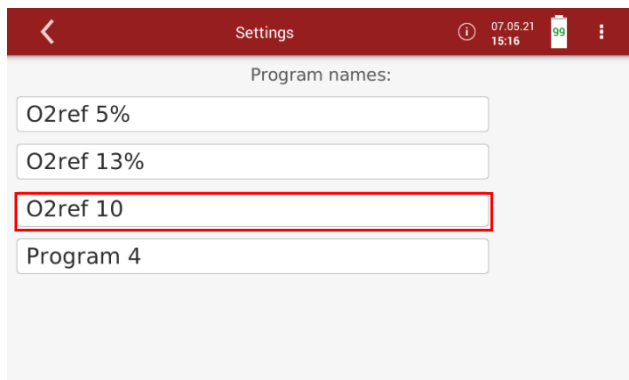 Settings
07.05.21
15:16
99
Program names:
O2ref 5%
O2ref 13%
O2ref 10
Program 4